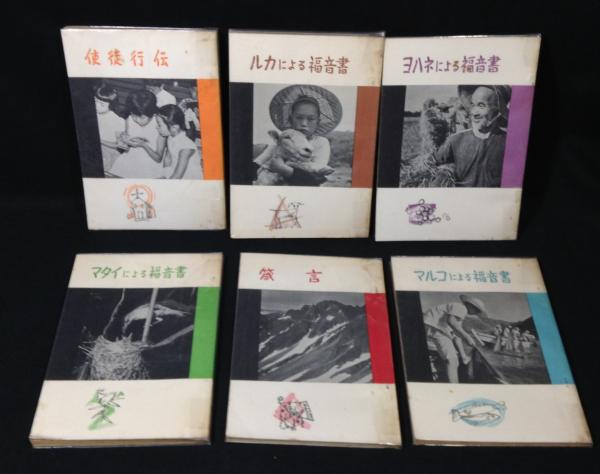 使徒行伝
ルカによる福音書
ヨハネによる福音書
マタイによる福音書
箴言
マルコによる福音書